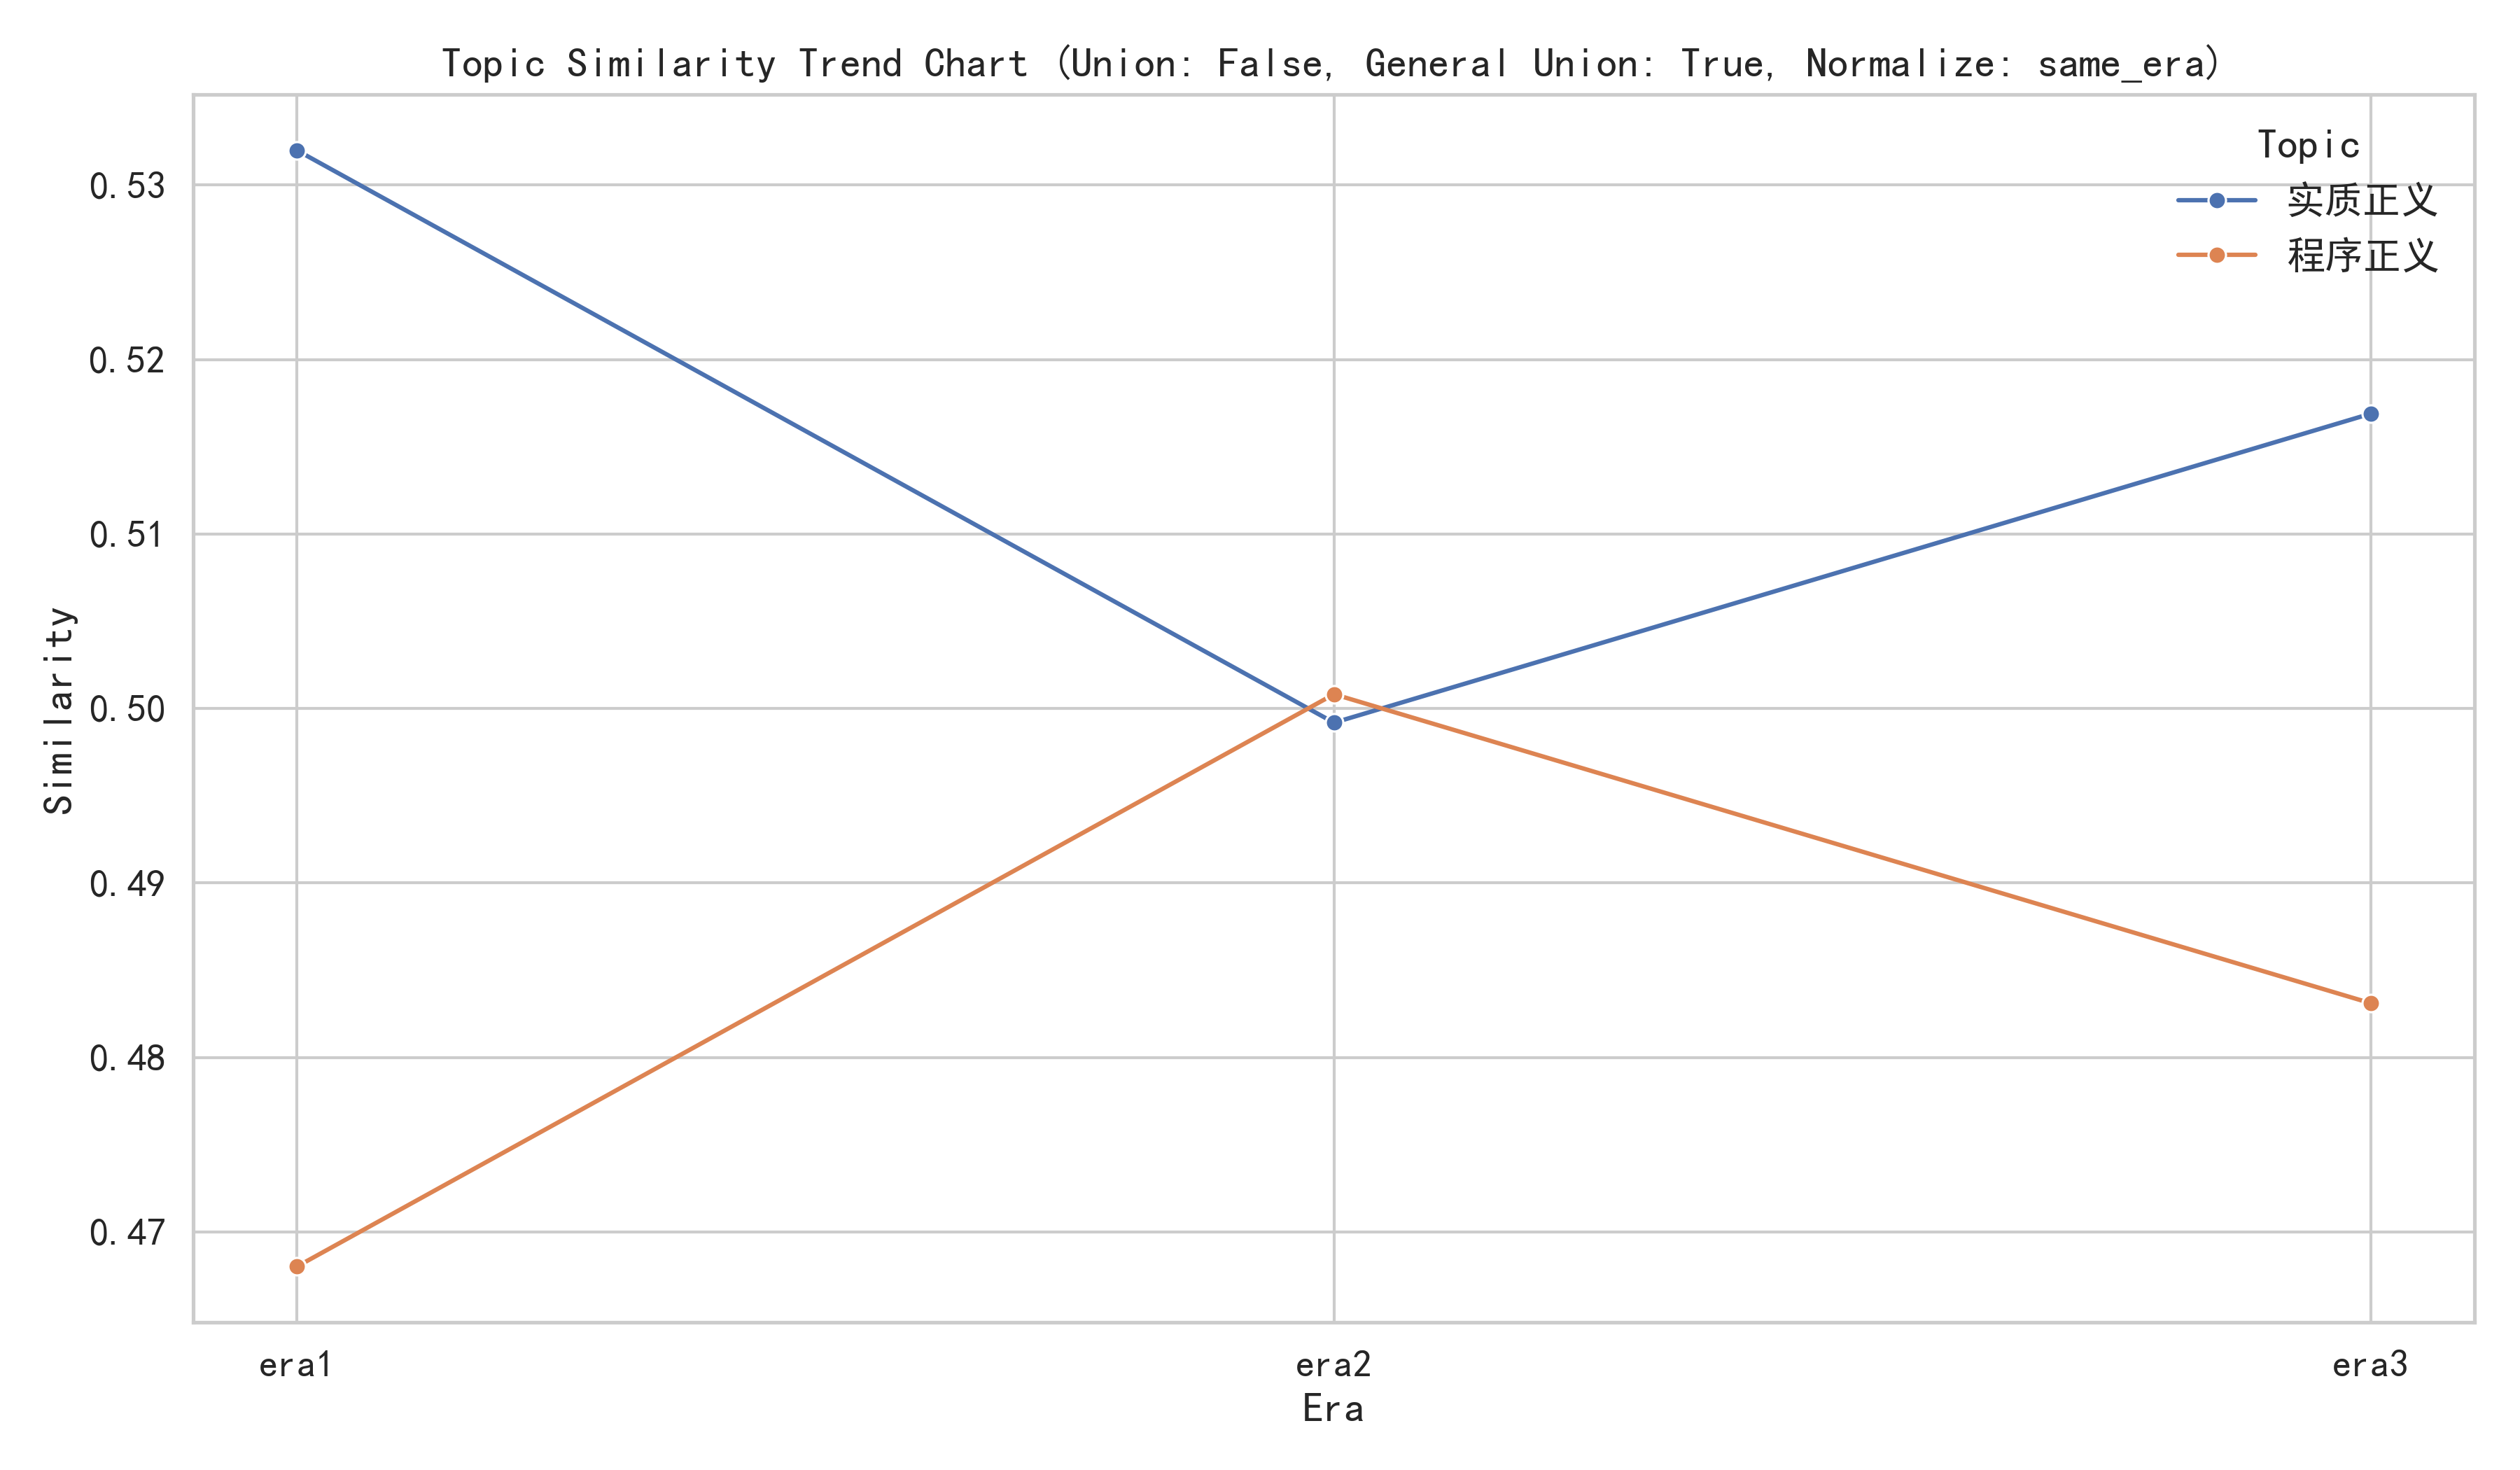 Topic Similarity Trend Chart (Union: False, General Union: True, Normalize: same_era)
Topic
实质正义
程序正义
0.53
0.52
0.51
0.50
0.49
0.48
0.47
Similarity
era1
era2
era3
Era